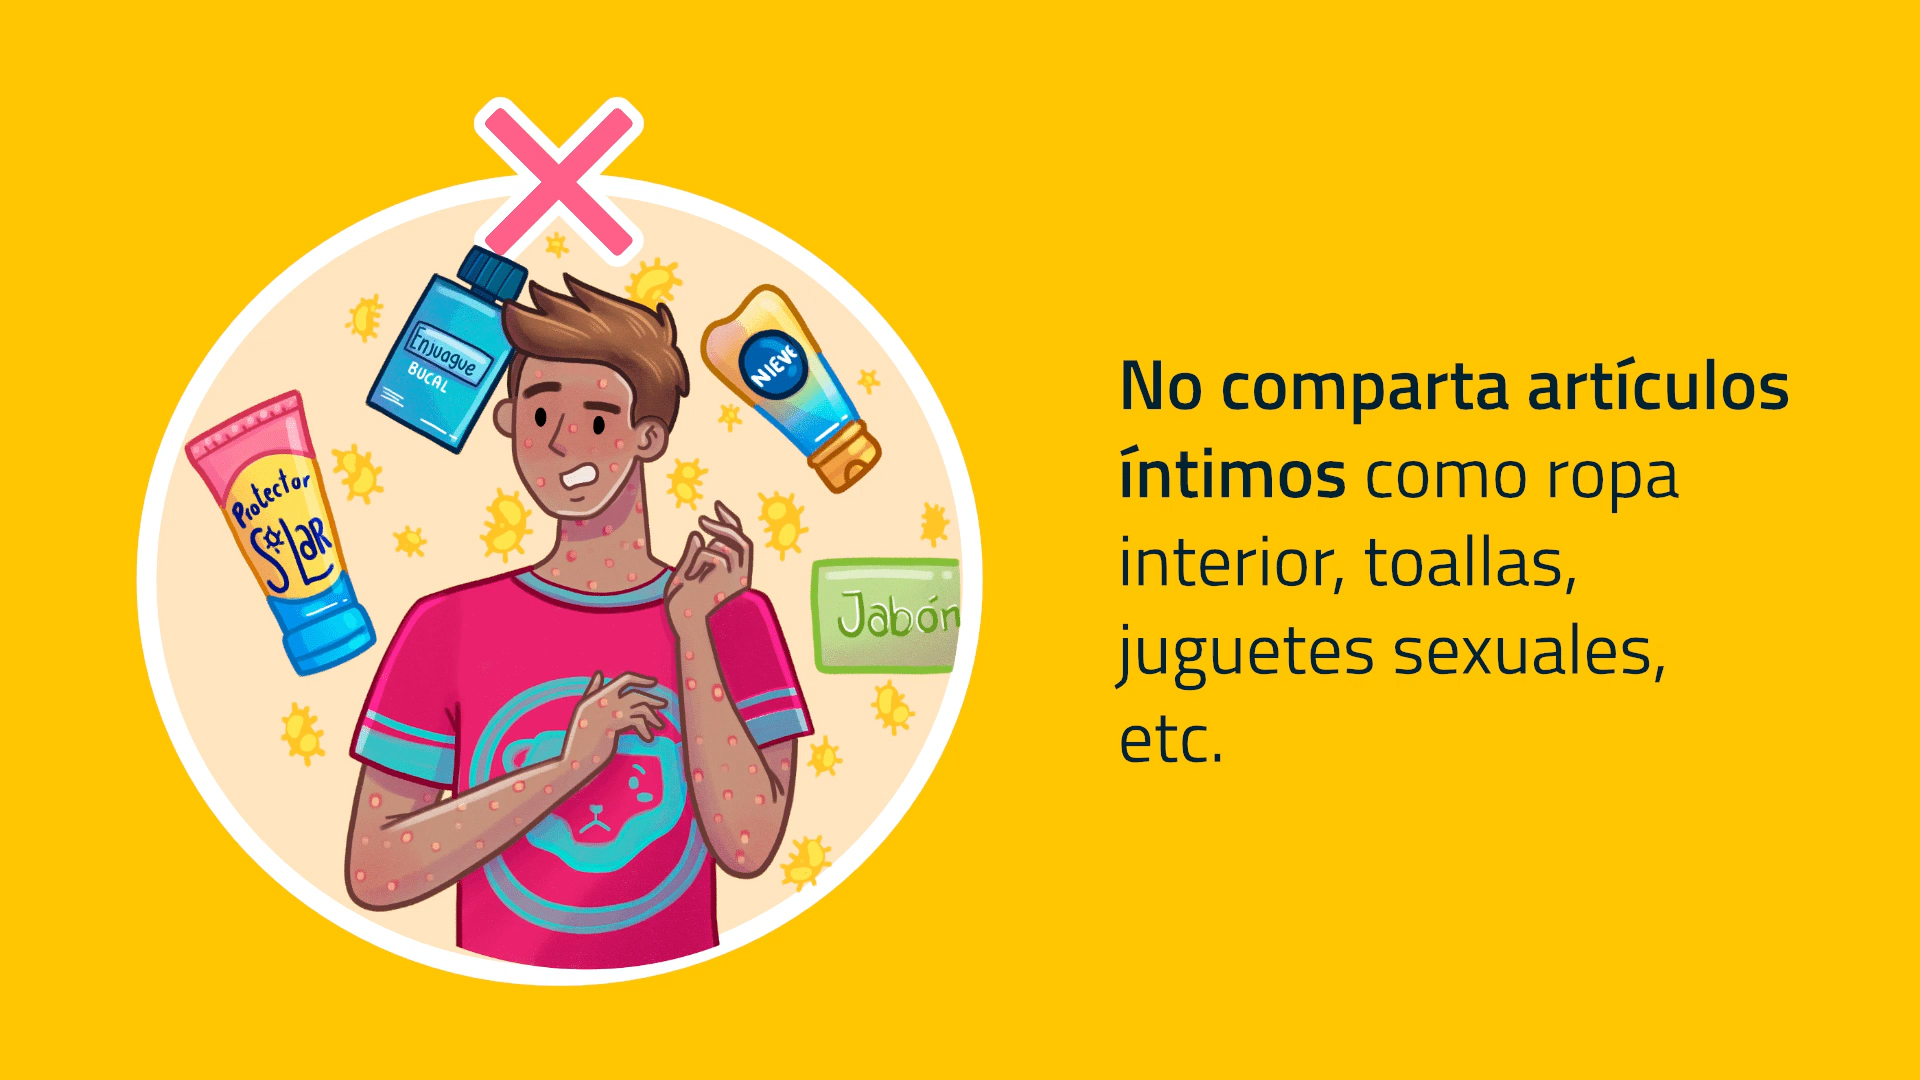 Enjuague
BUCAL
NIEVE
Protector
SOLAR
Jabón
No comparta artículos
íntimos como ropa
interior, toallas,
juguetes sexuales,
etc.